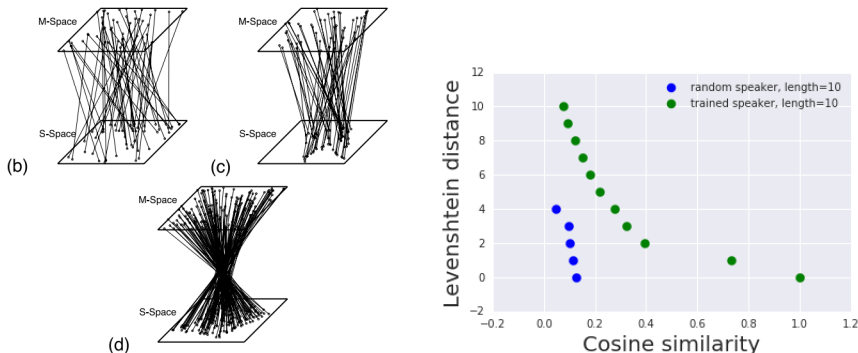 M-Space
S-Space
(b)
M-Space
S-Space
(c)
M-Space
S-Space
(d)
Levenshtein distance
12
10
8
6
4
2
0
−2
random speaker, length=10
trained speaker, length=10
−0.2 0.0 0.2 0.4 0.6 0.8 1.0 1.2
Cosine similarity